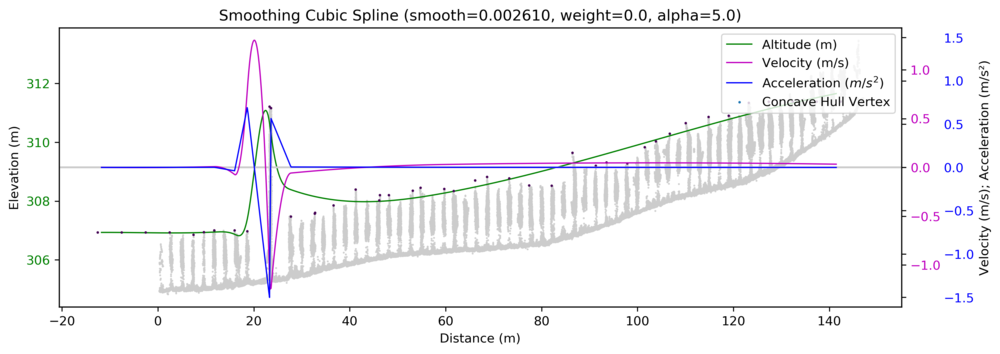 Smoothing Cubic Spline (smooth=0.002610, weight=0.0, alpha=5.0)
Altitude (m)
Velocity (m/s)
Acceleration (m/s²)
Concave Hull Vertex
Elevation (m)
312
310
308
306
1.0
0.5
0.0
−0.5
−1.0
1.5
1.0
0.5
0.0
−0.5
−1.0
−1.5
Velocity (m/s); Acceleration (m/s²)
−20 0 20 40 60 80 100 120 140
Distance (m)